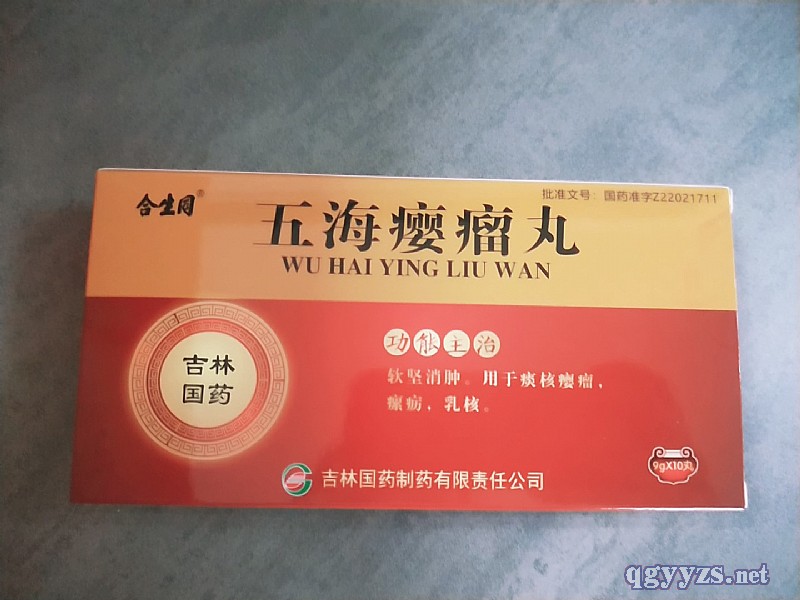 合生同®
批准文号：国药准字Z22021711
五海瘿瘤丸
WU HAI YING LIU WAN
吉林
国药
功能主治
软坚消肿。用于痰核瘿瘤，
瘰疬，乳核。
9gX10丸
吉林国药制药有限责任公司
qgyyzs.net